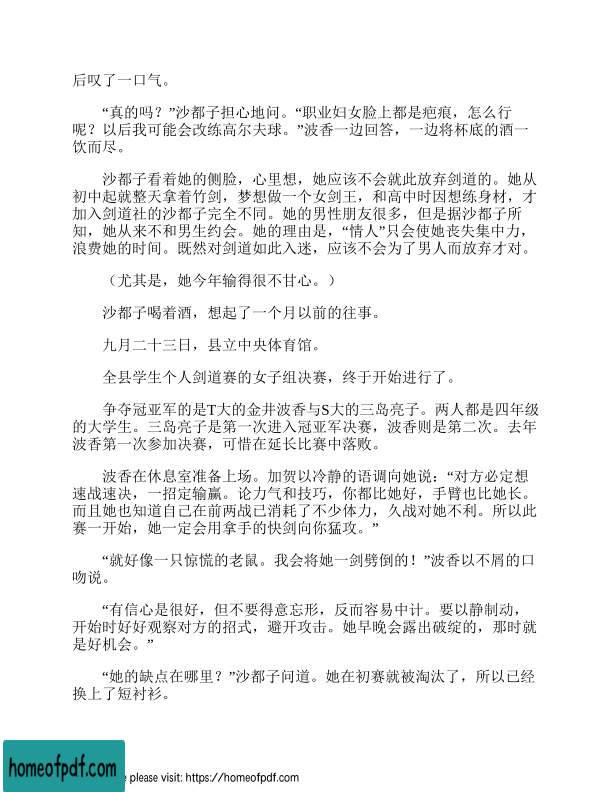 后叹了一口气。
“真的吗？”沙都子担心地问。“职业妇女脸上都是疤痕，怎么行
呢？以后我可能会改练高尔夫球。”波香一边回答，一边将杯底的酒一
饮而尽。
沙都子看着她的侧脸，心里想，她应该不会就此放弃剑道的。她从
初中起就整天拿着竹剑，梦想做一个女剑王，和高中时因想练身材，才
加入剑道社的沙都子完全不同。她的男性朋友很多，但是据沙都子所
知，她从来不和男生约会。她的理由是，“情人”只会使她丧失集中力，
浪费她的时间。既然对剑道如此入迷，应该不会为了男人而放弃才对。
（尤其是，她今年输得很不甘心。）
沙都子喝着酒，想起了一个月以前的往事。
九月二十三日，县立中央体育馆。
全县学生个人剑道赛的女子组决赛，终于开始进行了。
争夺冠亚军的是T大的金井波香与S大的三岛亮子。两人都是四年级
的大学生。三岛亮子是第一次进入冠亚军决赛，波香则是第二次。去年
波香第一次参加决赛，可惜在延长比赛中落败。
波香在休息室准备上场。加贺以冷静的语调向她说：“对方必定想
速战速决，一招定输赢。论力气和技巧，你都比她好，手臂也比她长。
而且她也知道自己在前两战已消耗了不少体力，久战对她不利。所以此
赛一开始，她一定会用拿手的快剑向你猛攻。”
“就好像一只惊慌的老鼠。我会将她一剑劈倒的！”波香以不屑的口
吻说。
“有信心是很好，但不要得意忘形，反而容易中计。要以静制动，
开始时好好观察对方的招式，避开攻击。她早晚会露出破绽的，那时就
是好机会。”
“她的缺点在哪里？”沙都子问道。她在初赛就被淘汰了，所以已经
换上了短衬衫。
homeofpdf.com
e please visit: https://homeofpdf.com